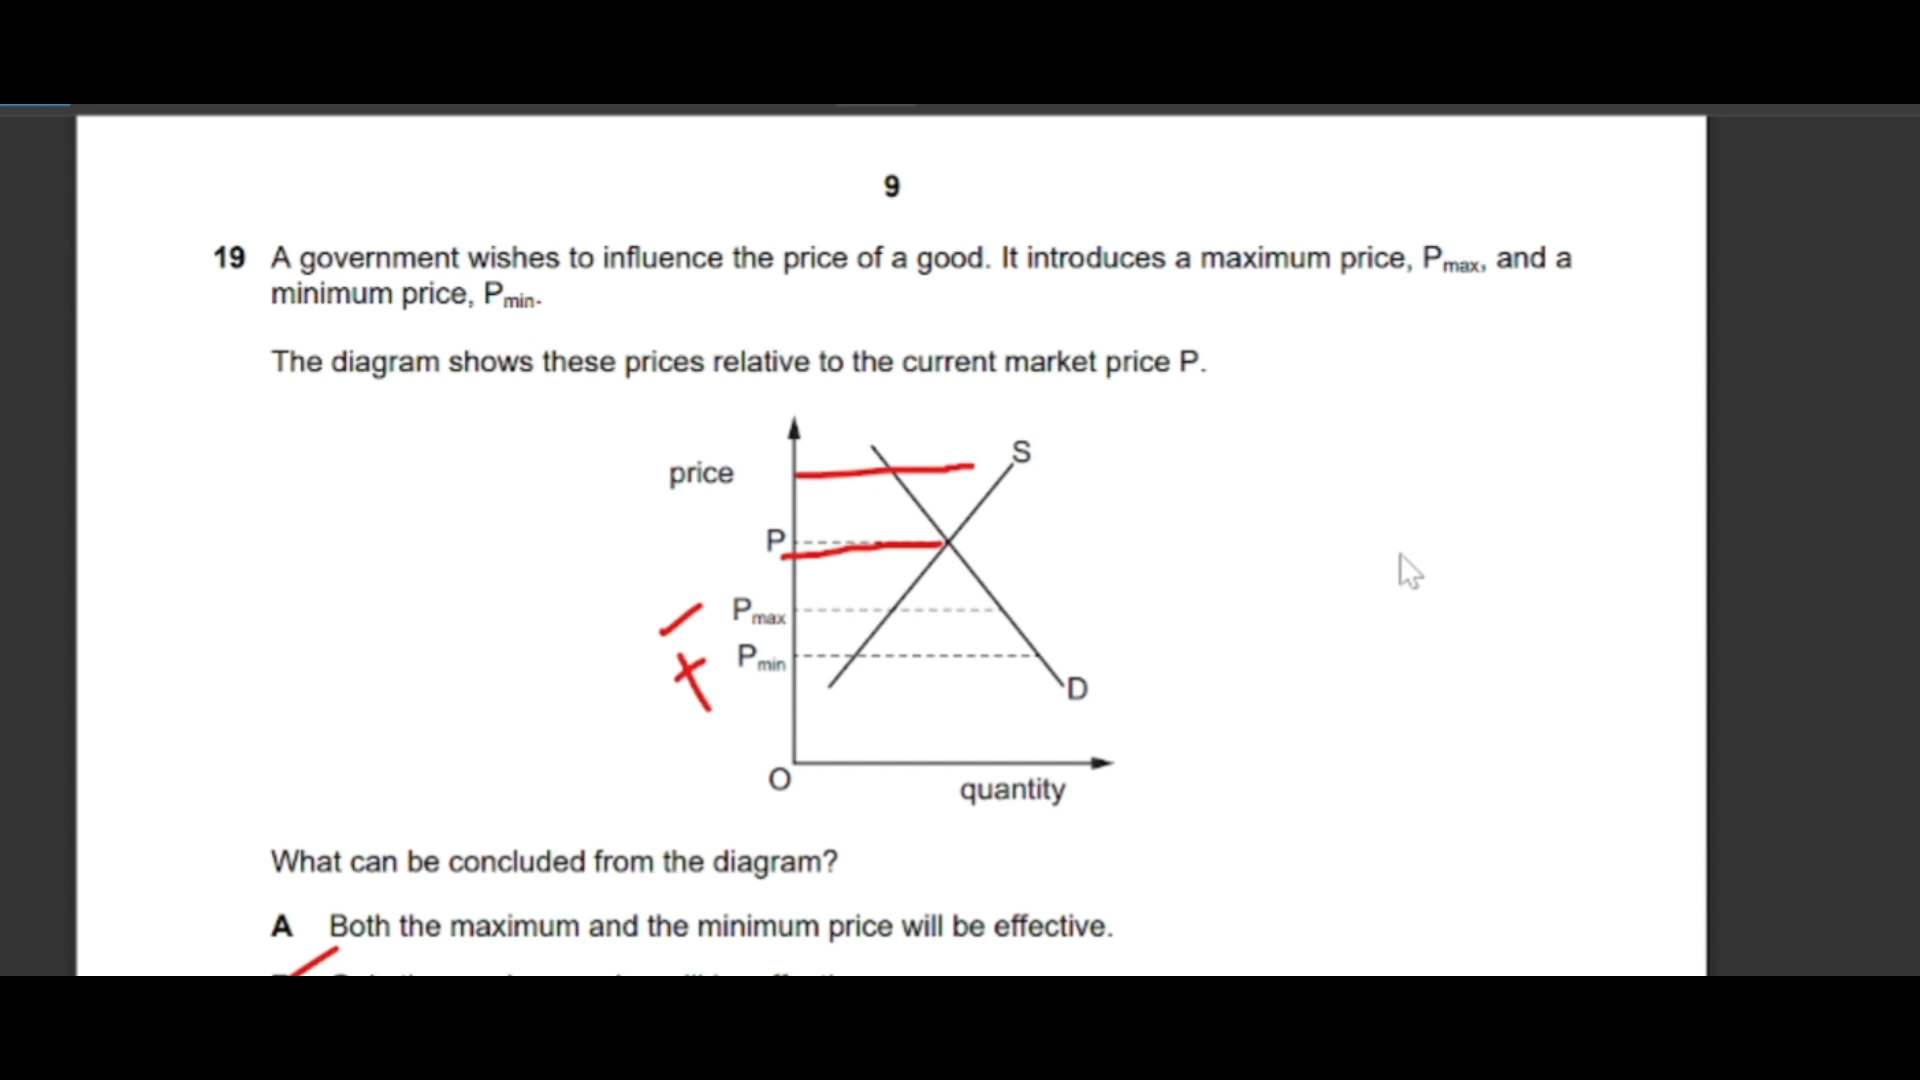 9
19 A government wishes to influence the price of a good. It introduces a maximum price, Pmax, and a
minimum price, Pmin.
The diagram shows these prices relative to the current market price P.
S
price
P
Pmax
Pmin
D
O
quantity
What can be concluded from the diagram?
A Both the maximum and the minimum price will be effective.